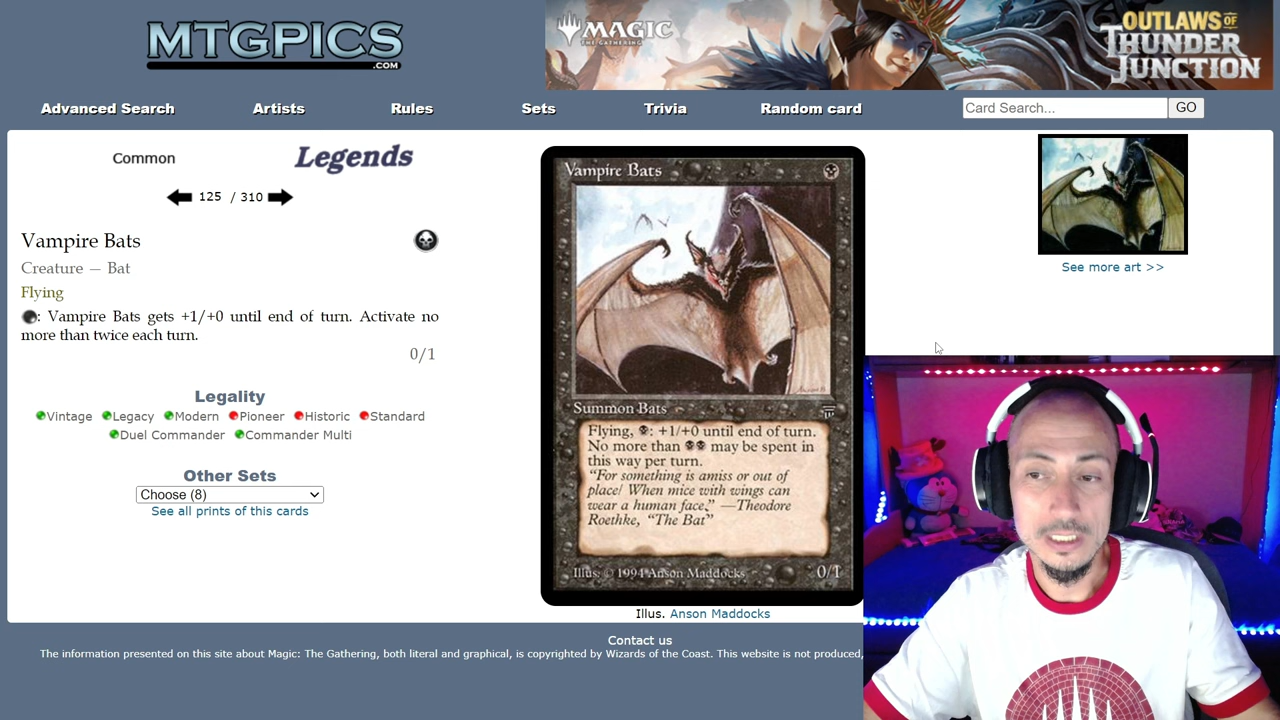 MTGPICS
.COM
MAGIC
THE GATHERING
OUTLAWS OF
THUNDER
JUNCTION
Advanced Search Artists Rules Sets Trivia Random card Card Search... GO
Common Legends
125 / 310
Vampire Bats
Creature — Bat
Flying
: Vampire Bats gets +1/+0 until end of turn. Activate no
more than twice each turn.
0/1
Legality
Vintage Legacy Modern Pioneer Historic Standard
Duel Commander Commander Multi
Other Sets
Choose (8)
See all prints of this cards
Vampire Bats
Summon Bats
Flying, : +1/+0 until end of turn.
No more than may be spent in
this way per turn.
"For something is amiss or out of
place/ When mice with wings can
wear a human face." —Theodore
Roethke, "The Bat"
Illus: © 1994 Anson Maddocks 0/1
Illus. Anson Maddocks
See more art >>
Contact us
The information presented on this site about Magic: The Gathering, both literal and graphical, is copyrighted by Wizards of the Coast. This website is not produced,